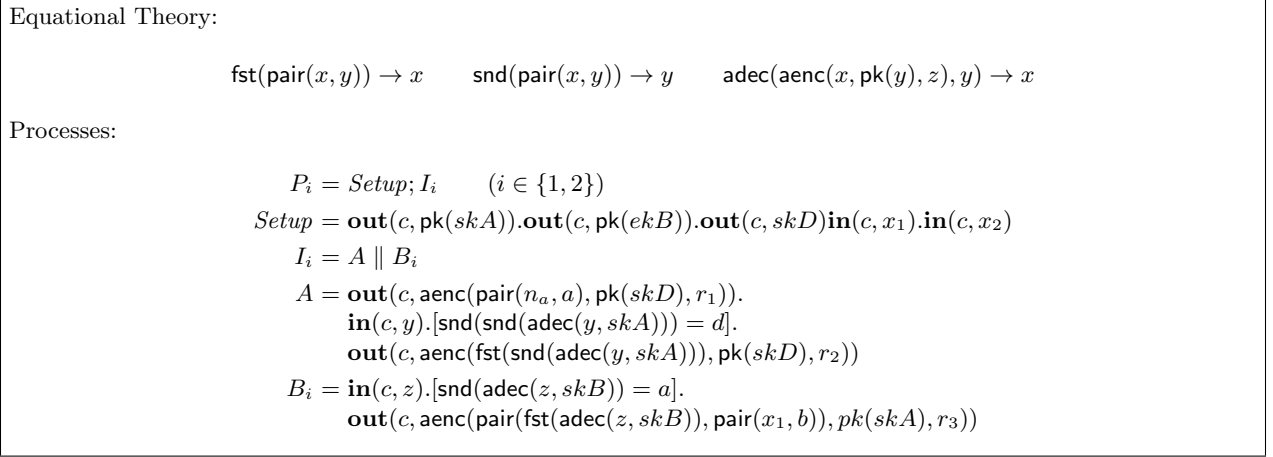 Equational Theory:
fst(pair(x, y)) → x    snd(pair(x, y)) → y    adec(aenc(x, pk(y), z), y) → x
Processes:
P_i = Setup; I_i    (i ∈ {1, 2})
Setup = out(c, pk(skA)).out(c, pk(ekB)).out(c, skD)in(c, x_1).in(c, x_2)
I_i = A ∥ B_i
A = out(c, aenc(pair(n_a, a), pk(skD), r_1)).
in(c, y).[snd(snd(adec(y, skA))) = d].
out(c, aenc(fst(snd(adec(y, skA))), pk(skD), r_2))
B_i = in(c, z).[snd(adec(z, skB)) = a].
out(c, aenc(pair(fst(adec(z, skB)), pair(x_1, b)), pk(skA), r_3))